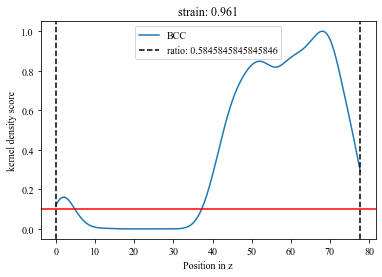 strain: 0.961
BCC
ratio: 0.5845845845845846
kernel density score
1.0
0.8
0.6
0.4
0.2
0.0
0 10 20 30 40 50 60 70 80
Position in z